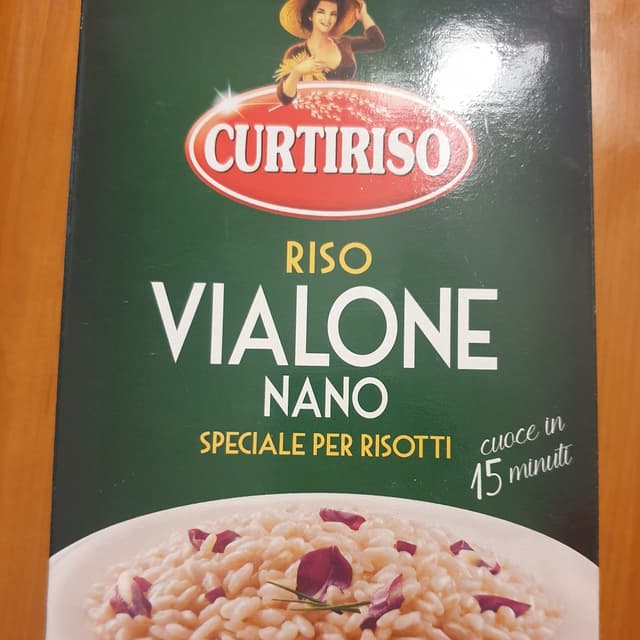 CURTIRISO
RISO
VIALONE
NANO
SPECIALE PER RISOTTI
cuoce in
15 minuti